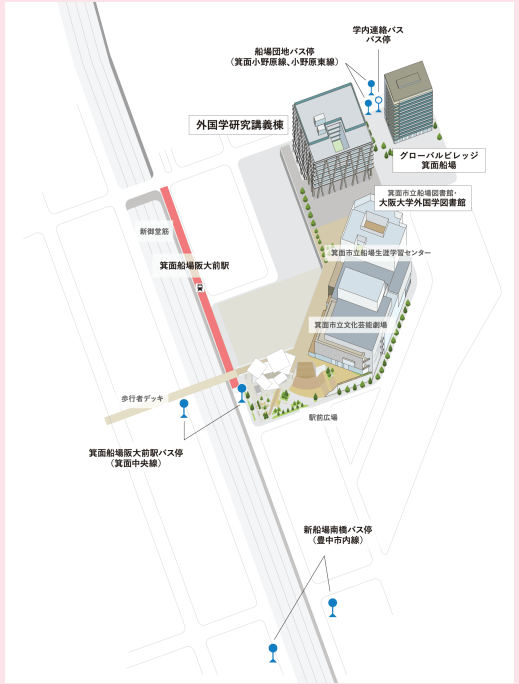 学内連絡バス
バス停
船場団地バス停
(箕面小野原線、小野原東線)
外国学研究講義棟
グローバルビレッジ
箕面船場
箕面市立船場図書館・
大阪大学外国学図書館
新御堂筋
箕面市立船場生涯学習センター
箕面船場阪大前駅
箕面市立文化芸能劇場
歩行者デッキ
駅前広場
箕面船場阪大前駅バス停
(箕面中央線)
新船場南橋バス停
(豊中市内線)